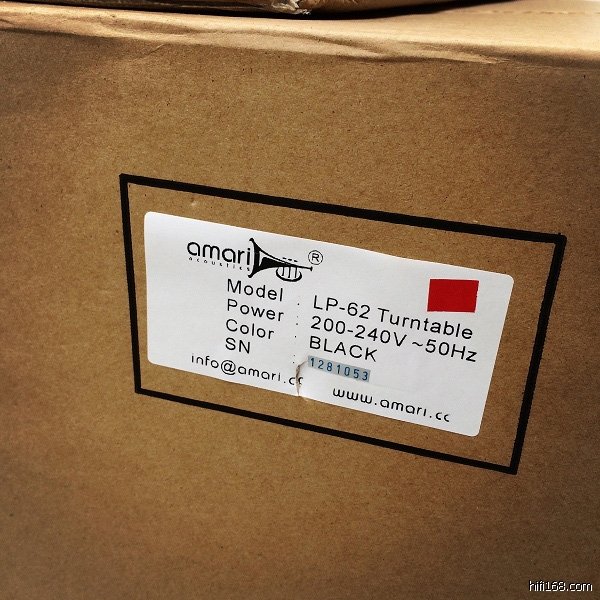 amari ®
acoustics
Model : LP-62 Turntable
Power : 200-240V ~50Hz
Color : BLACK
SN : 1281053
info@amari.cc www.amari.cc
hifi168.com